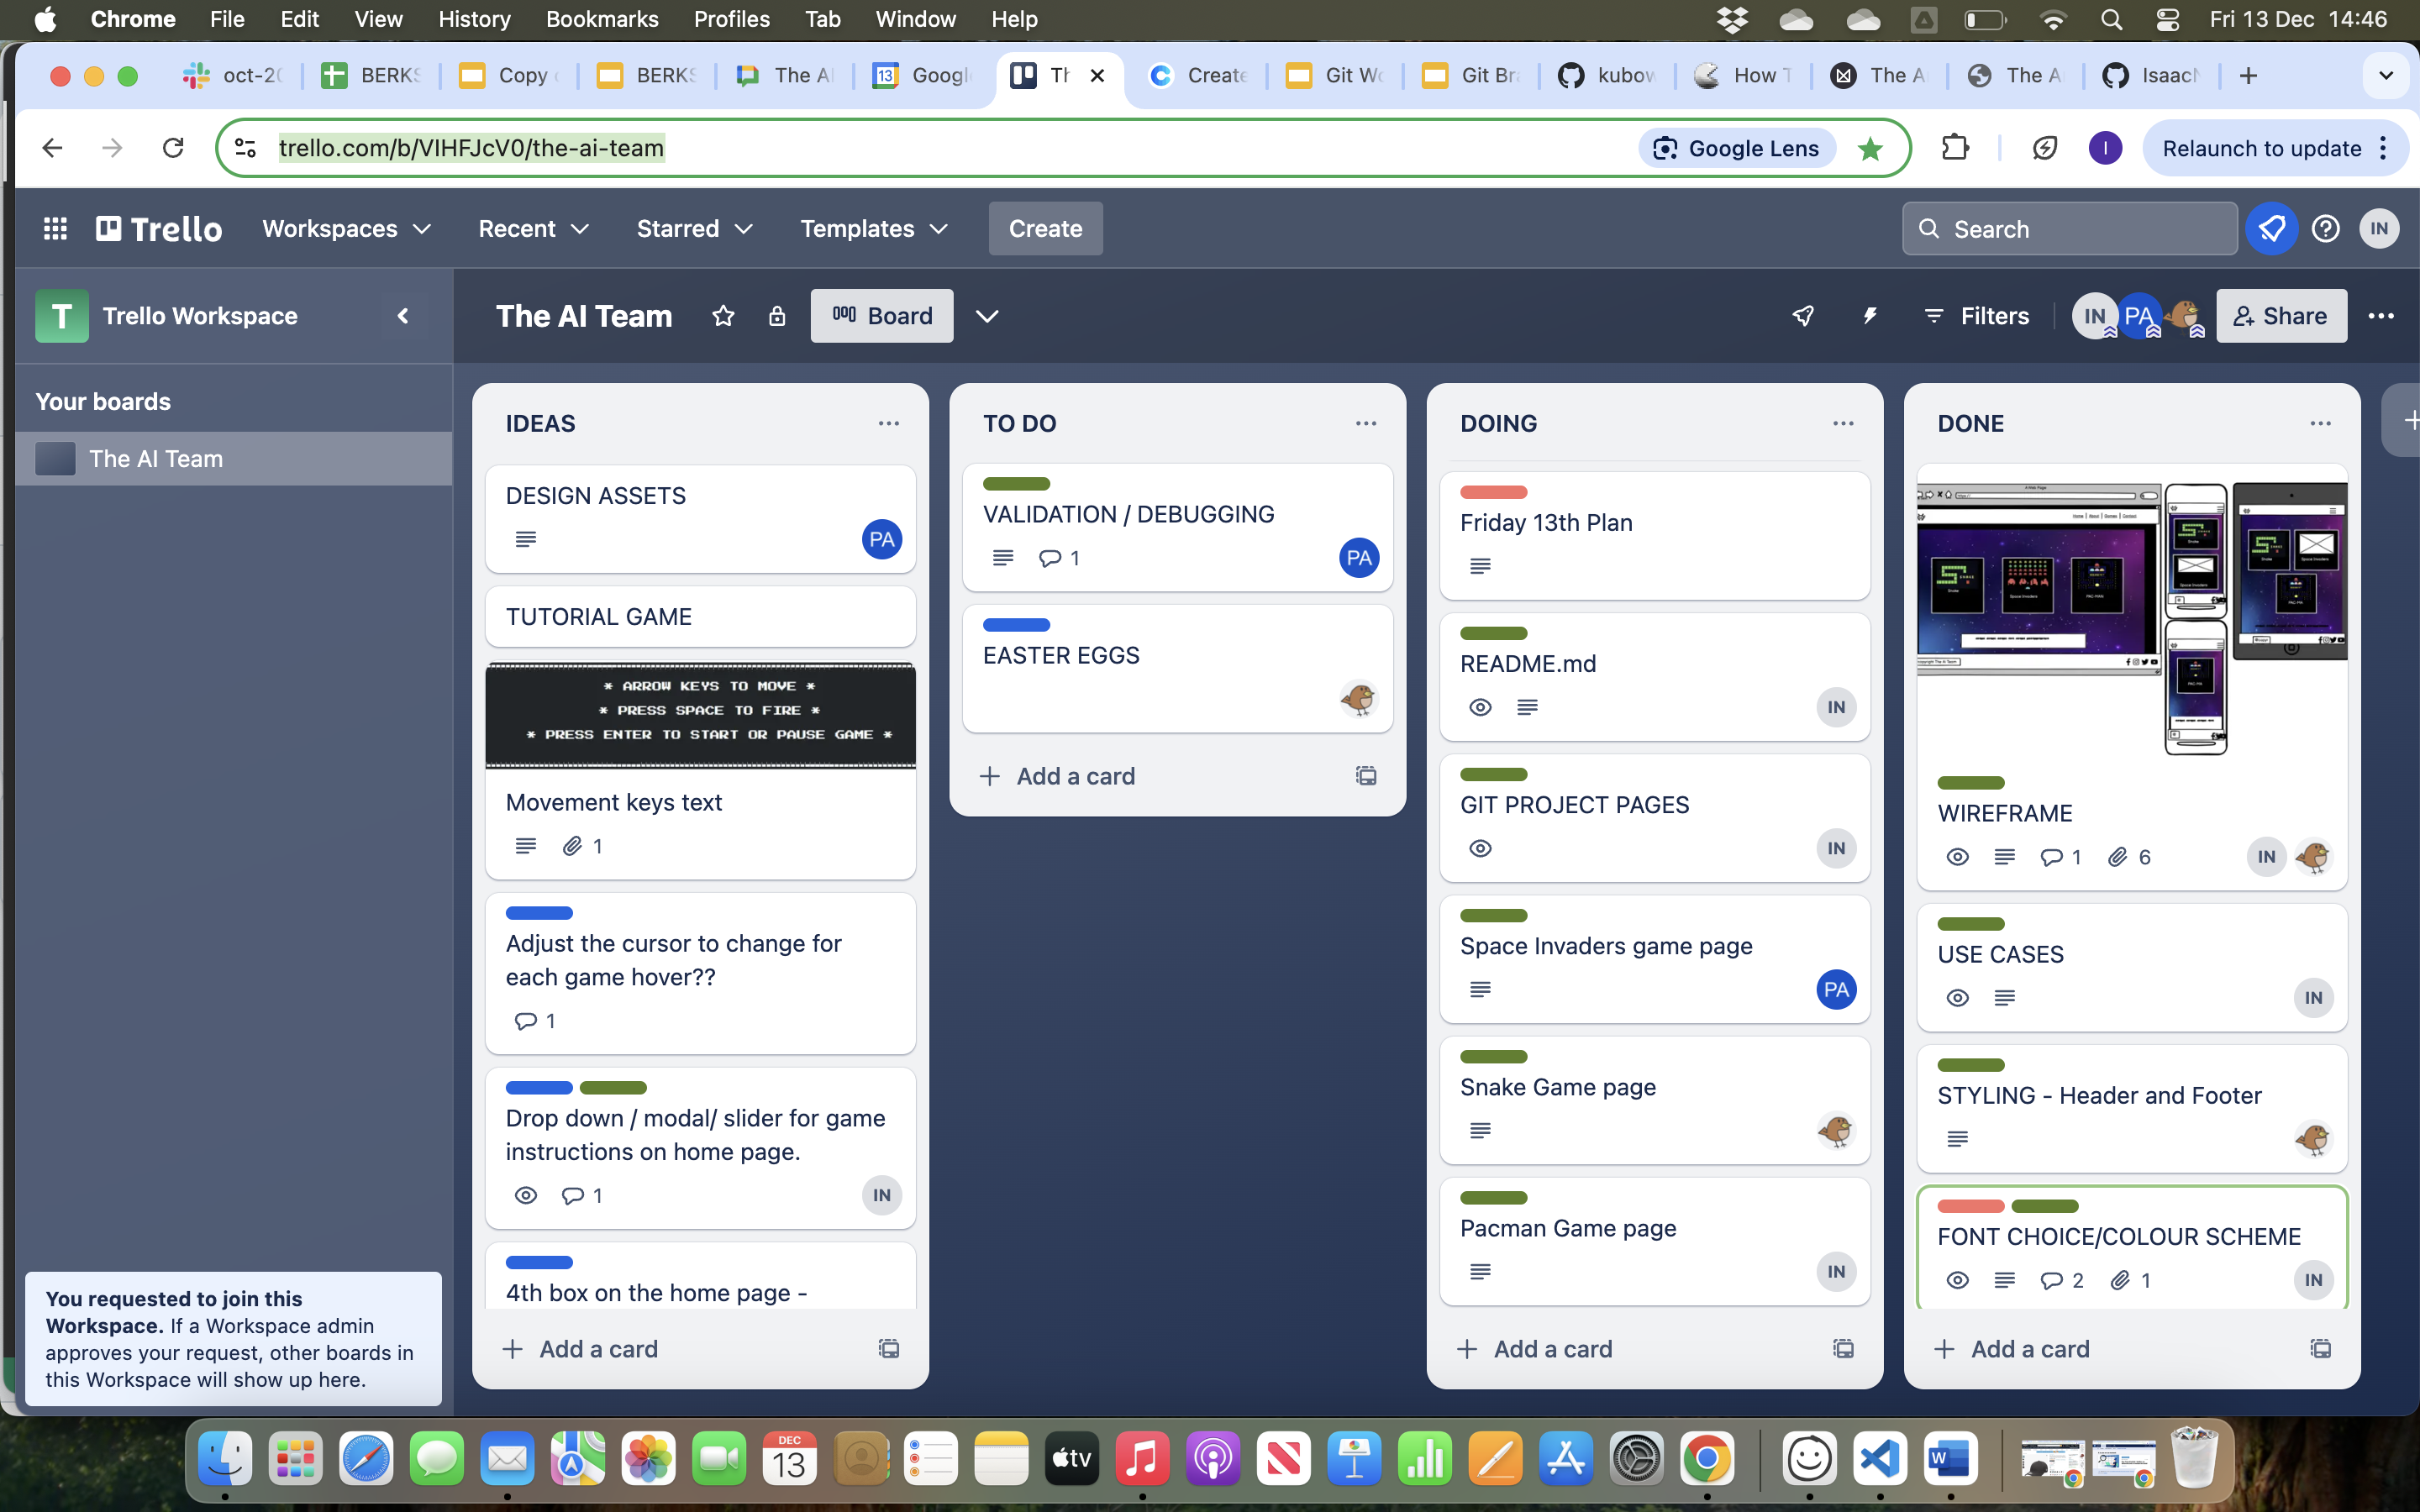 Chrome File Edit View History Bookmarks Profiles Tab Window Help Fri 13 Dec 14:46
oct-20 BERKS Copy BERKS The AI Googl Th Create Git Wo Git Bra kubow How T The A The A IsaacN
trello.com/b/VIHFJcV0/the-ai-team Google Lens I Relaunch to update
Trello Workspaces Recent Starred Templates Create Search IN
T Trello Workspace
The AI Team Board Filters IN PA Share
Your boards
The AI Team
You requested to join this
Workspace. If a Workspace admin
approves your request, other boards in
this Workspace will show up here.
IDEAS
DESIGN ASSETS
PA
TUTORIAL GAME
* ARROW KEYS TO MOVE *
* PRESS SPACE TO FIRE *
* PRESS ENTER TO START OR PAUSE GAME *
Movement keys text
1
Adjust the cursor to change for
each game hover??
1
Drop down / modal/ slider for game
instructions on home page.
1 IN
4th box on the home page -
+ Add a card
TO DO
VALIDATION / DEBUGGING
1 PA
EASTER EGGS
+ Add a card
DOING
Friday 13th Plan
README.md
IN
GIT PROJECT PAGES
IN
Space Invaders game page
PA
Snake Game page
Pacman Game page
IN
+ Add a card
DONE
WIREFRAME
1 6 IN
USE CASES
IN
STYLING - Header and Footer
FONT CHOICE/COLOUR SCHEME
2 1 IN
+ Add a card
DEC
13
tv
W